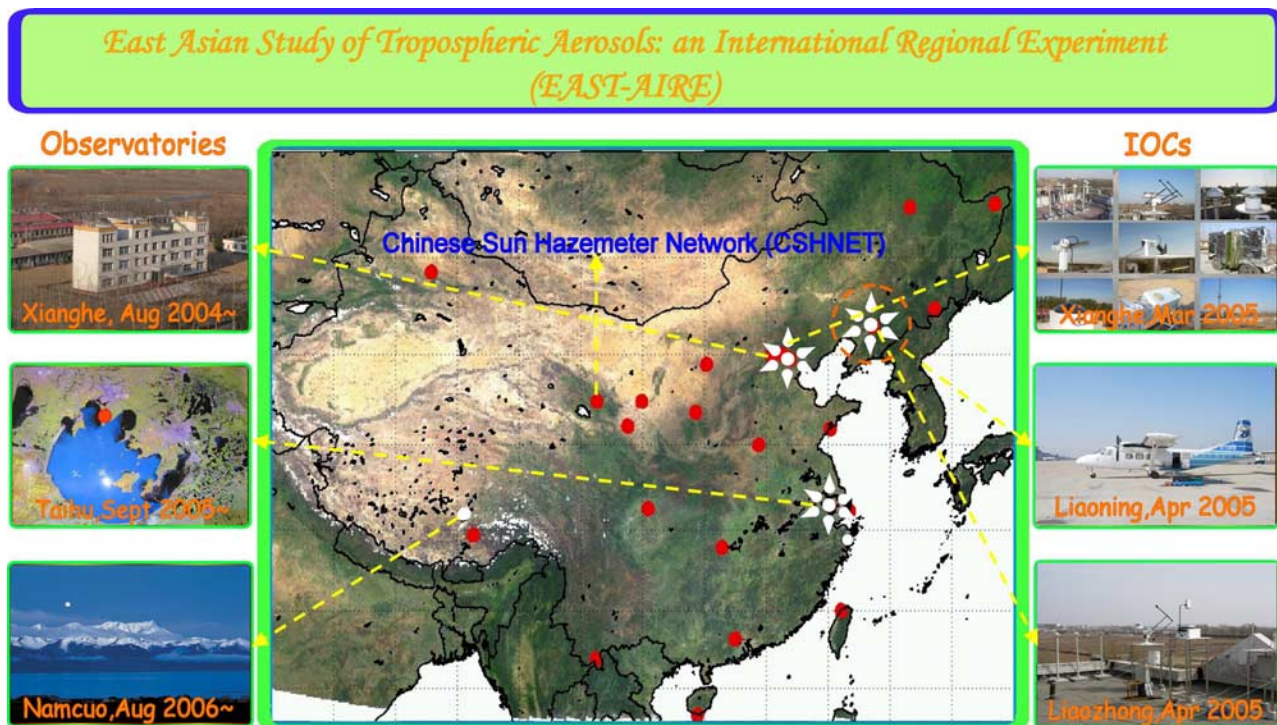 East Asian Study of Tropospheric Aerosols: an International Regional Experiment
(EAST-AIRE)
Observatories
IOCs
Chinese Sun Hazemeter Network (CSHNET)
Xianghe, Aug 2004~
Xianghe,Mar 2005
Taihu,Sept 2005~
Liaoning,Apr 2005
Namcuo,Aug 2006~
Liaozhong,Apr 2005